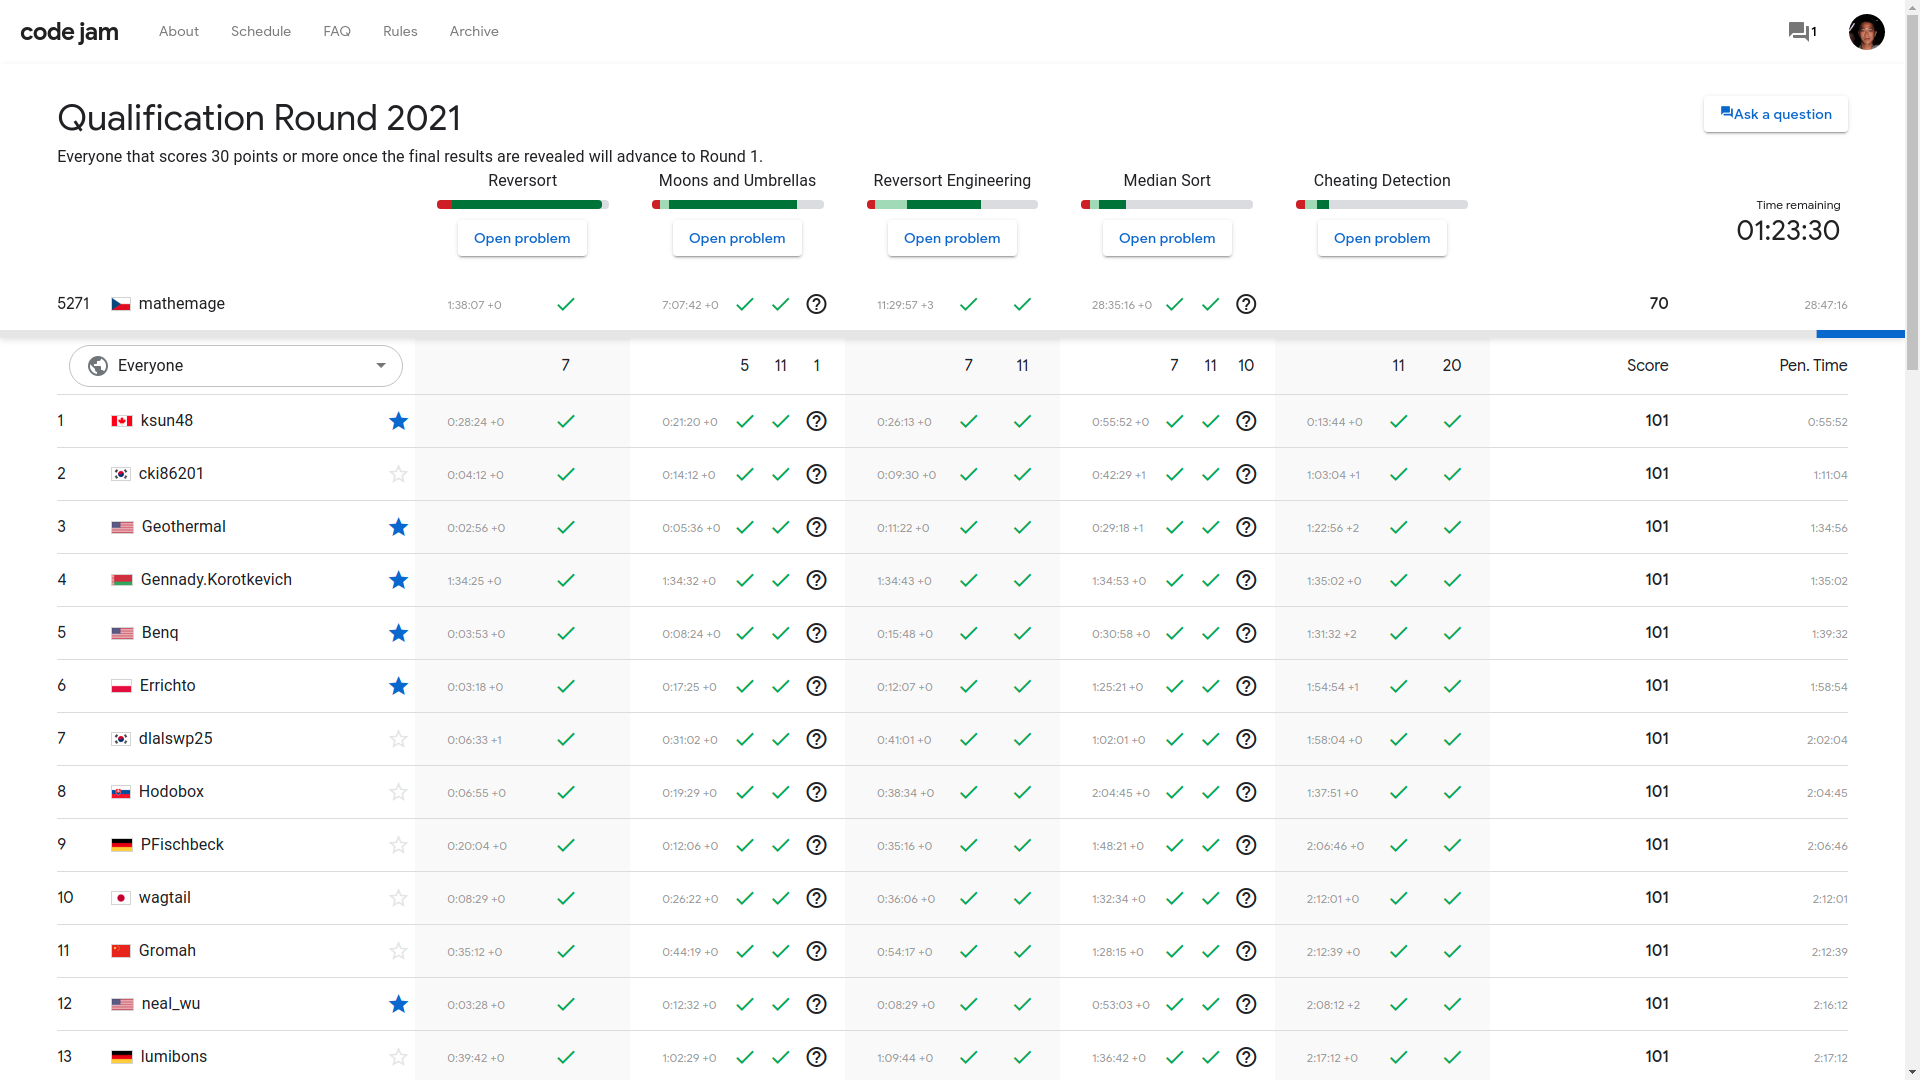 code jam About Schedule FAQ Rules Archive 1
Qualification Round 2021
Ask a question
Everyone that scores 30 points or more once the final results are revealed will advance to Round 1.
Reversort Moons and Umbrellas Reversort Engineering Median Sort Cheating Detection
Time remaining
01:23:30
Open problem Open problem Open problem Open problem Open problem
5271 mathemage 1:38:07 +0 7:07:42 +0 11:29:57 +3 28:35:16 +0 70 28:47:16
Everyone 7 5 11 1 7 11 7 11 10 11 20 Score Pen. Time
1 ksun48 0:28:24 +0 0:21:20 +0 0:26:13 +0 0:55:52 +0 0:13:44 +0 101 0:55:52
2 cki86201 0:04:12 +0 0:14:12 +0 0:09:30 +0 0:42:29 +1 1:03:04 +1 101 1:11:04
3 Geothermal 0:02:56 +0 0:05:36 +0 0:11:22 +0 0:29:18 +1 1:22:56 +2 101 1:34:56
4 Gennady.Korotkevich 1:34:25 +0 1:34:32 +0 1:34:43 +0 1:34:53 +0 1:35:02 +0 101 1:35:02
5 Benq 0:03:53 +0 0:08:24 +0 0:15:48 +0 0:30:58 +0 1:31:32 +2 101 1:39:32
6 Errichto 0:03:18 +0 0:17:25 +0 0:12:07 +0 1:25:21 +0 1:54:54 +1 101 1:58:54
7 dlalswp25 0:06:33 +1 0:31:02 +0 0:41:01 +0 1:02:01 +0 1:58:04 +0 101 2:02:04
8 Hodobox 0:06:55 +0 0:19:29 +0 0:38:34 +0 2:04:45 +0 1:37:51 +0 101 2:04:45
9 PFischbeck 0:20:04 +0 0:12:06 +0 0:35:16 +0 1:48:21 +0 2:06:46 +0 101 2:06:46
10 wagtail 0:08:29 +0 0:26:22 +0 0:36:06 +0 1:32:34 +0 2:12:01 +0 101 2:12:01
11 Gromah 0:35:12 +0 0:44:19 +0 0:54:17 +0 1:28:15 +0 2:12:39 +0 101 2:12:39
12 neal_wu 0:03:28 +0 0:12:32 +0 0:08:29 +0 0:53:03 +0 2:08:12 +2 101 2:16:12
13 lumibons 0:39:42 +0 1:02:29 +0 1:09:44 +0 1:36:42 +0 2:17:12 +0 101 2:17:12